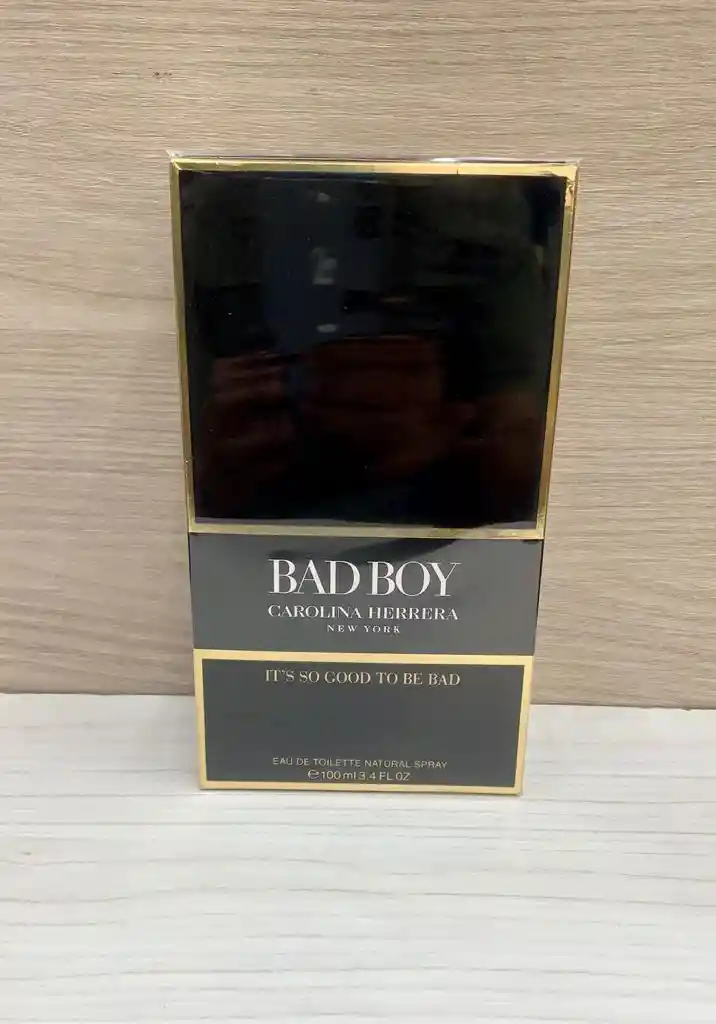 BAD BOY
CAROLINA HERRERA
NEW YORK
IT'S SO GOOD TO BE BAD
EAU DE TOILETTE NATURAL SPRAY
℮100 ml 3.4 FL OZ